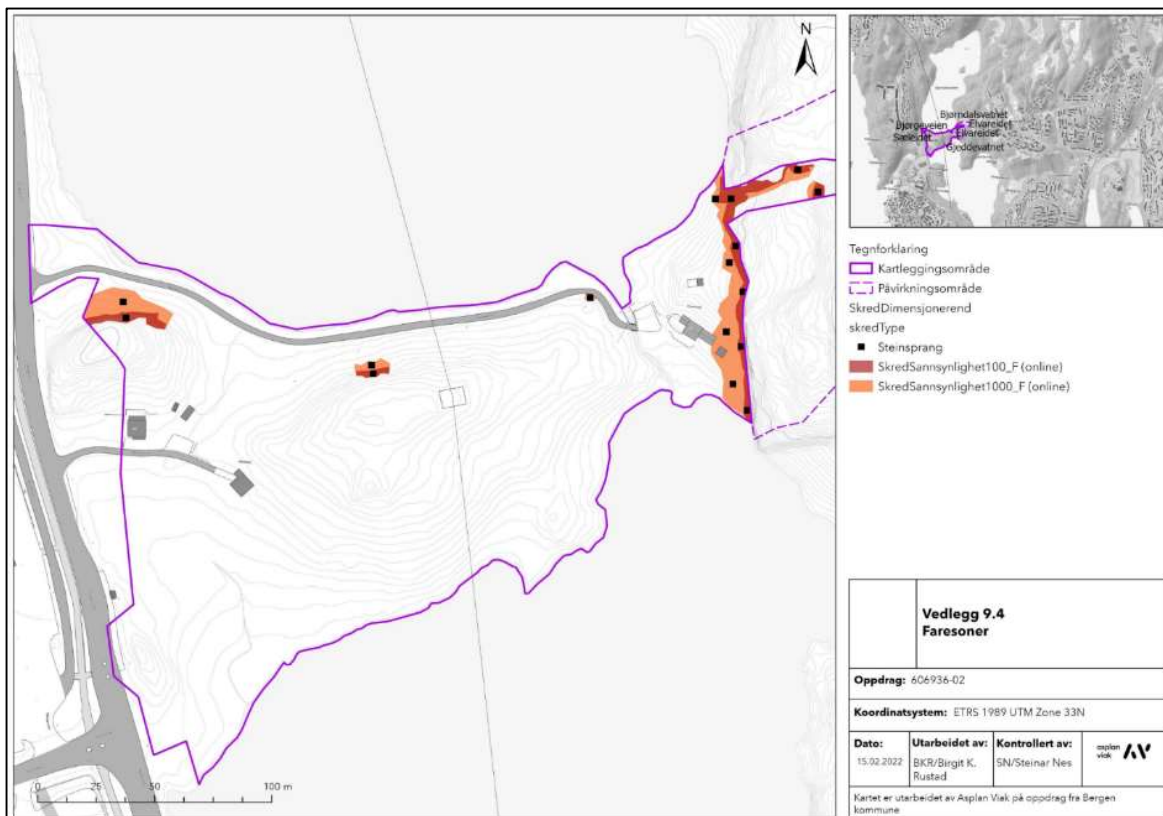 N
Bjørndalsvatnet
Bjørgeveien
Elvareidet
Sæleidet
Elvareidet
Gjeddevatnet
Tegnforklaring
Kartleggingsområde
Påvirkningsområde
SkredDimensjonerend
skredType
Steinsprang
SkredSannsynlighet100_F (online)
SkredSannsynlighet1000_F (online)
0 25 50 100 m
Vedlegg 9.4
Faresoner
Oppdrag: 606936-02
Koordinatsystem: ETRS 1989 UTM Zone 33N
Dato: Utarbeidet av: Kontrollert av:
15.02.2022 BKR/Birgit K. SN/Steinar Nes
Rustad
asplan
viak
Kartet er utarbeidet av Asplan Viak på oppdrag fra Bergen
kommune